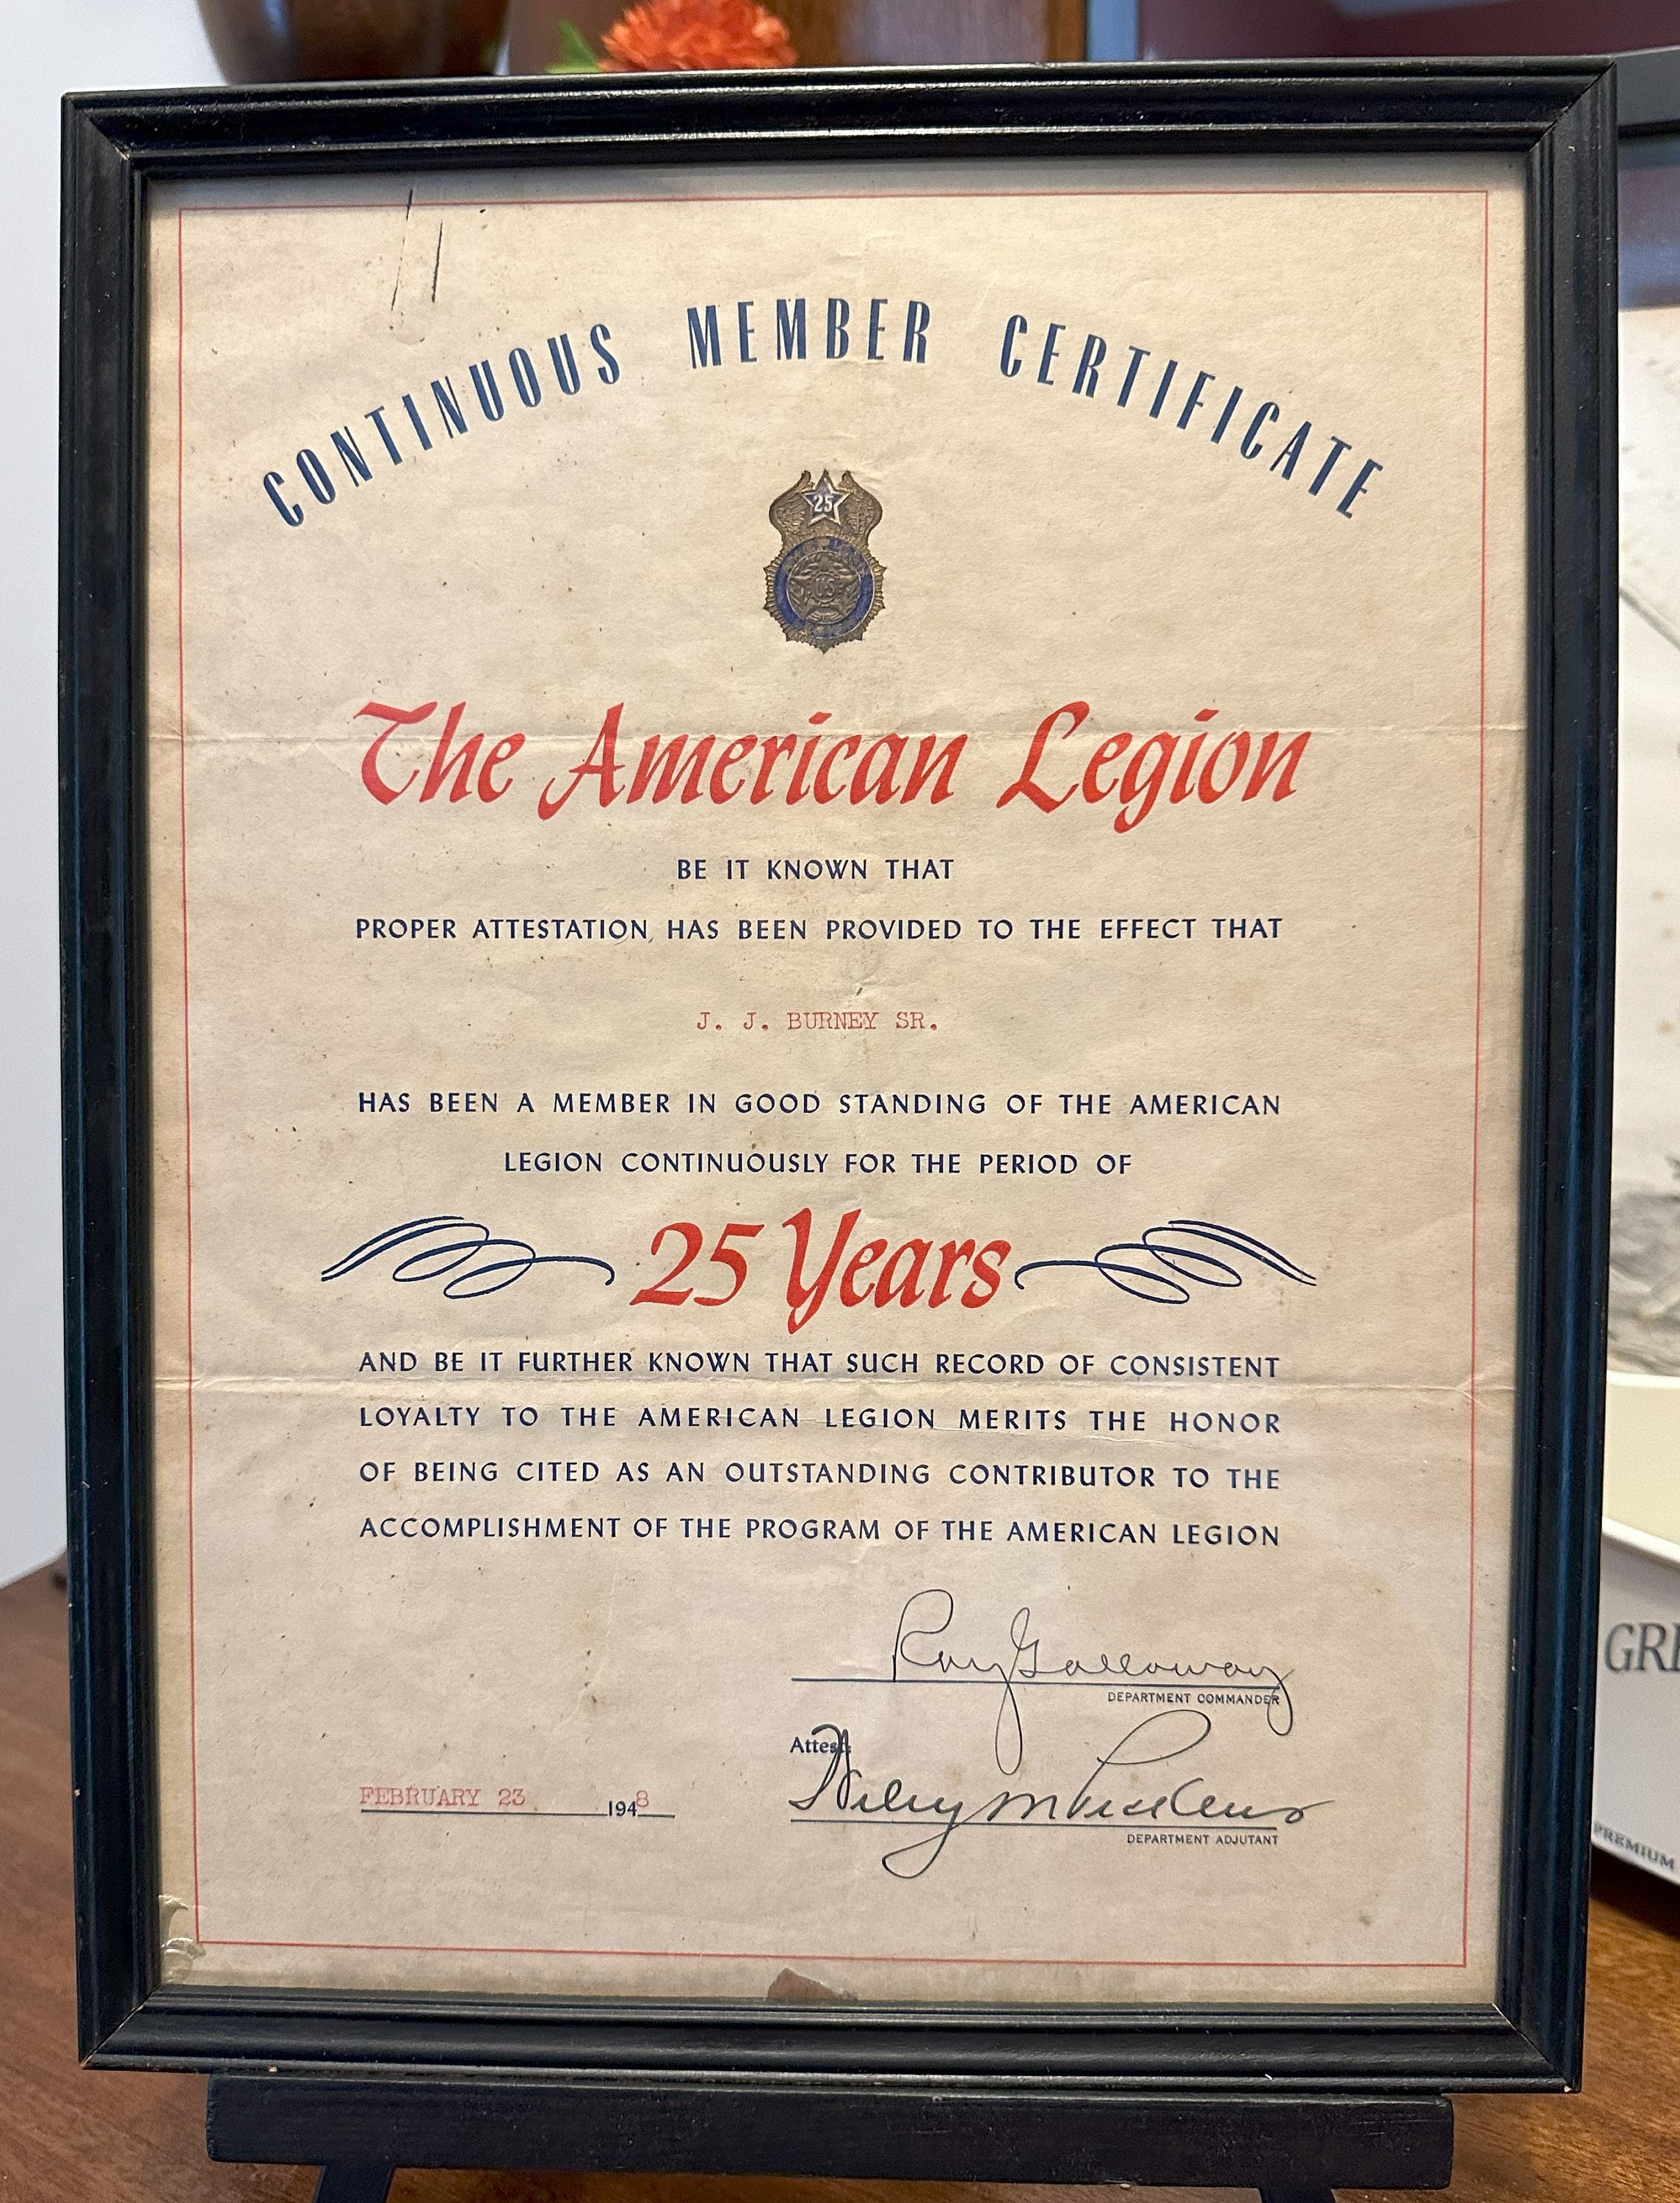 CONTINUOUS MEMBER CERTIFICATE
25
US
The American Legion
BE IT KNOWN THAT
PROPER ATTESTATION HAS BEEN PROVIDED TO THE EFFECT THAT
J. J. BURNEY SR.
HAS BEEN A MEMBER IN GOOD STANDING OF THE AMERICAN
LEGION CONTINUOUSLY FOR THE PERIOD OF
25 Years
AND BE IT FURTHER KNOWN THAT SUCH RECORD OF CONSISTENT
LOYALTY TO THE AMERICAN LEGION MERITS THE HONOR
OF BEING CITED AS AN OUTSTANDING CONTRIBUTOR TO THE
ACCOMPLISHMENT OF THE PROGRAM OF THE AMERICAN LEGION
Ray Galloway
DEPARTMENT COMMANDER
Attest:
FEBRUARY 23 1948
DEPARTMENT ADJUTANT
GRE
PREMIUM